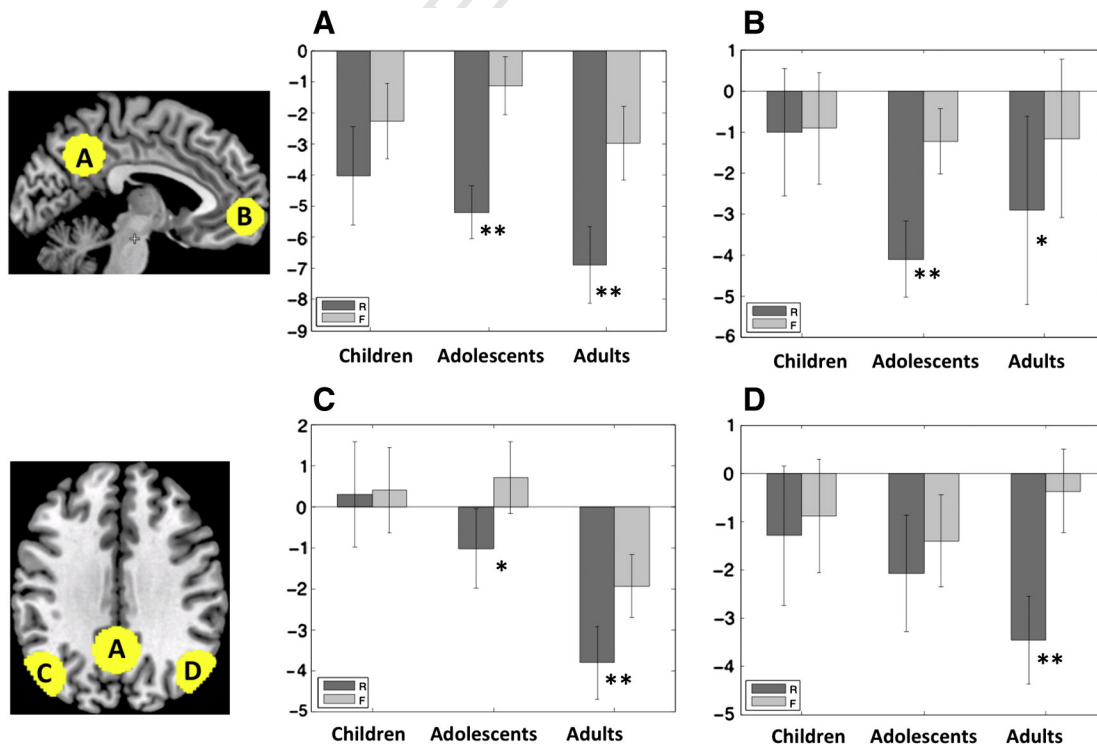 A
0
-1
-2
-3
-4
-5
-6
-7
-8
-9
**
**
R
F
Children Adolescents Adults
B
1
0
-1
-2
-3
-4
-5
-6
**
*
R
F
Children Adolescents Adults
A
B
C
2
1
0
-1
-2
-3
-4
-5
*
**
R
F
Children Adolescents Adults
D
1
0
-1
-2
-3
-4
-5
**
R
F
Children Adolescents Adults
A
C
D